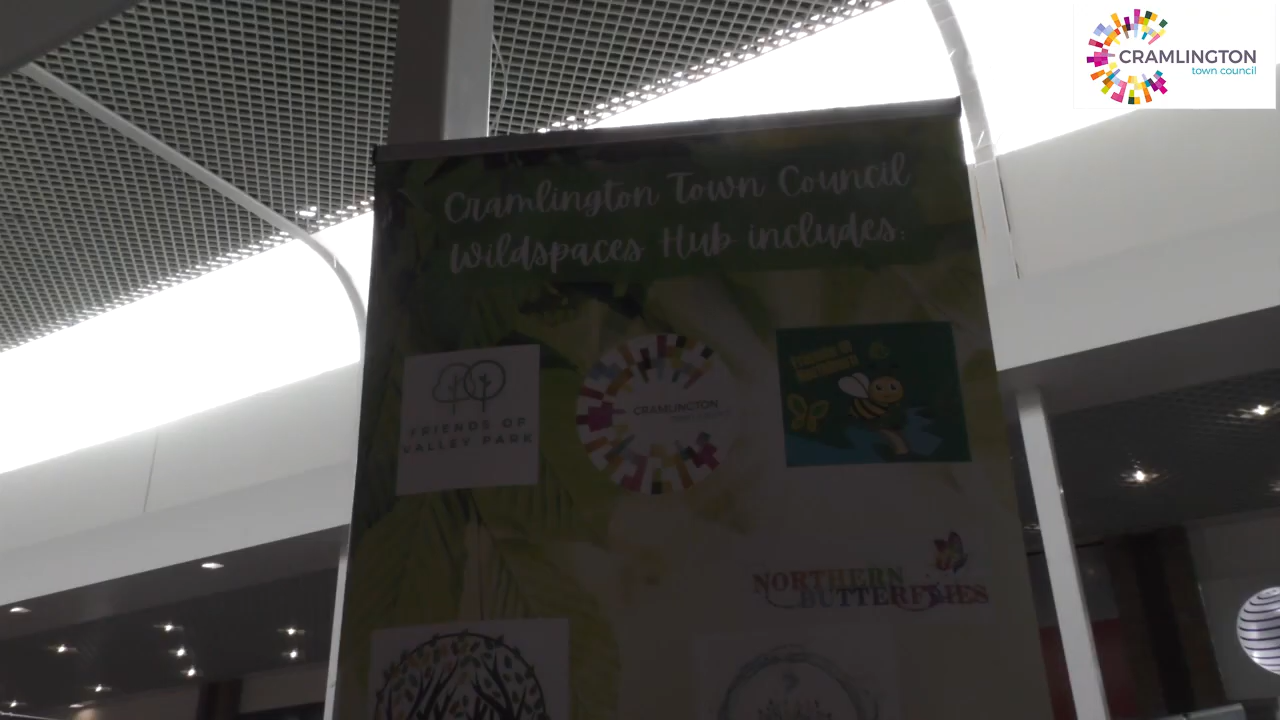 CRAMLINGTON
town council
Cramlington Town Council
Wildspaces Hub includes:
FRIENDS OF
VALLEY PARK
CRAMLINGTON
NORTHERN
BUTTERFLIES